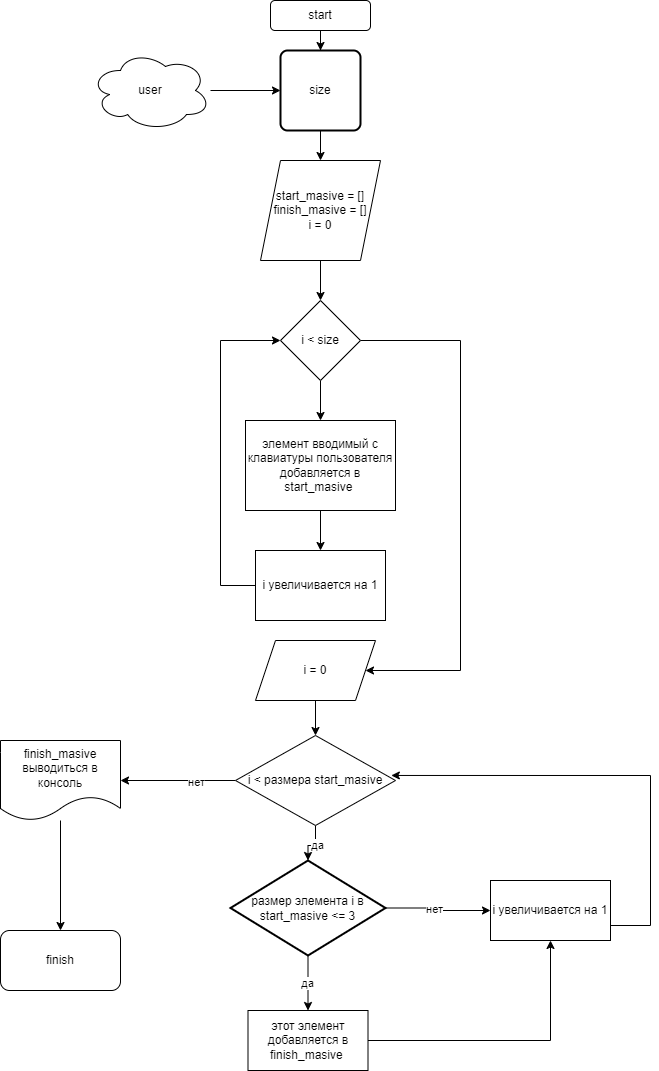 start
user
size
start_masive = []
finish_masive = []
i = 0
i < size
элемент вводимый с
клавиатуры пользователя
добавляется в
start_masive
i увеличивается на 1
i = 0
finish_masive
выводиться в
консоль
нет
i < размера start_masive
да
размер элемента i в
start_masive <= 3
нет
i увеличивается на 1
finish
да
этот элемент
добавляется в
finish_masive